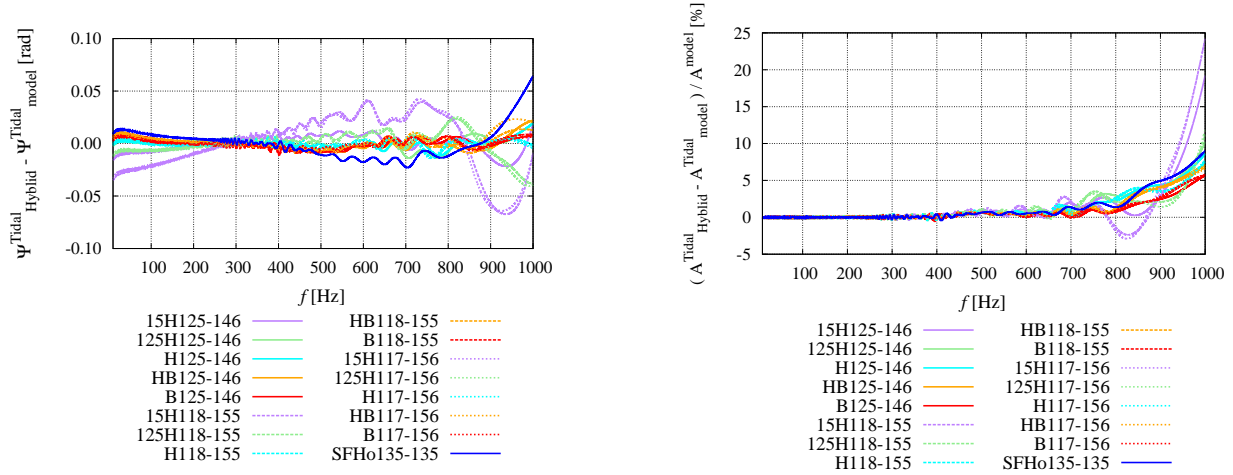 Ψ^Tidal_Hyblid - Ψ^Tidal_model [rad]
0.10
0.05
0.00
-0.05
-0.10
100 200 300 400 500 600 700 800 900 1000
f [Hz]
15H125-146
125H125-146
H125-146
HB125-146
B125-146
15H118-155
125H118-155
H118-155
HB118-155
B118-155
15H117-156
125H117-156
H117-156
HB117-156
B117-156
SFHo135-135
( A^Tidal_Hyblid - A^Tidal_model ) / A^model [%]
25
20
15
10
5
0
-5
100 200 300 400 500 600 700 800 900 1000
f [Hz]
15H125-146
125H125-146
H125-146
HB125-146
B125-146
15H118-155
125H118-155
H118-155
HB118-155
B118-155
15H117-156
125H117-156
H117-156
HB117-156
B117-156
SFHo135-135